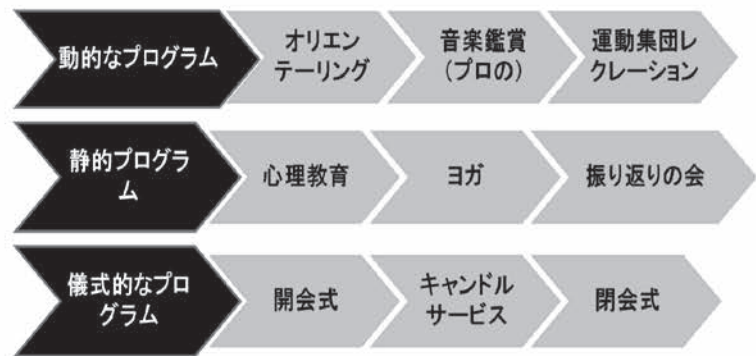 動的なプログラム
オリエン
テーリング
音楽鑑賞
(プロの)
運動集団レ
クレーション
静的プログラ
ム
心理教育
ヨガ
振り返りの会
儀式的なプロ
グラム
開会式
キャンドル
サービス
閉会式